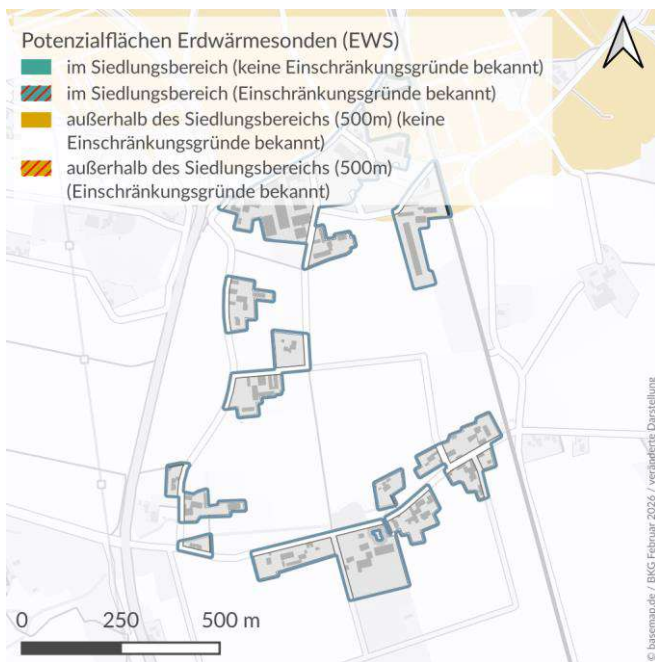 Potenzialflächen Erdwärmesonden (EWS)
im Siedlungsbereich (keine Einschränkungsgründe bekannt)
im Siedlungsbereich (Einschränkungsgründe bekannt)
außerhalb des Siedlungsbereichs (500m) (keine
Einschränkungsgründe bekannt)
außerhalb des Siedlungsbereichs (500m)
(Einschränkungsgründe bekannt)
0 250 500 m
© basemap.de / BKG Februar 2026 / veränderte Darstellung